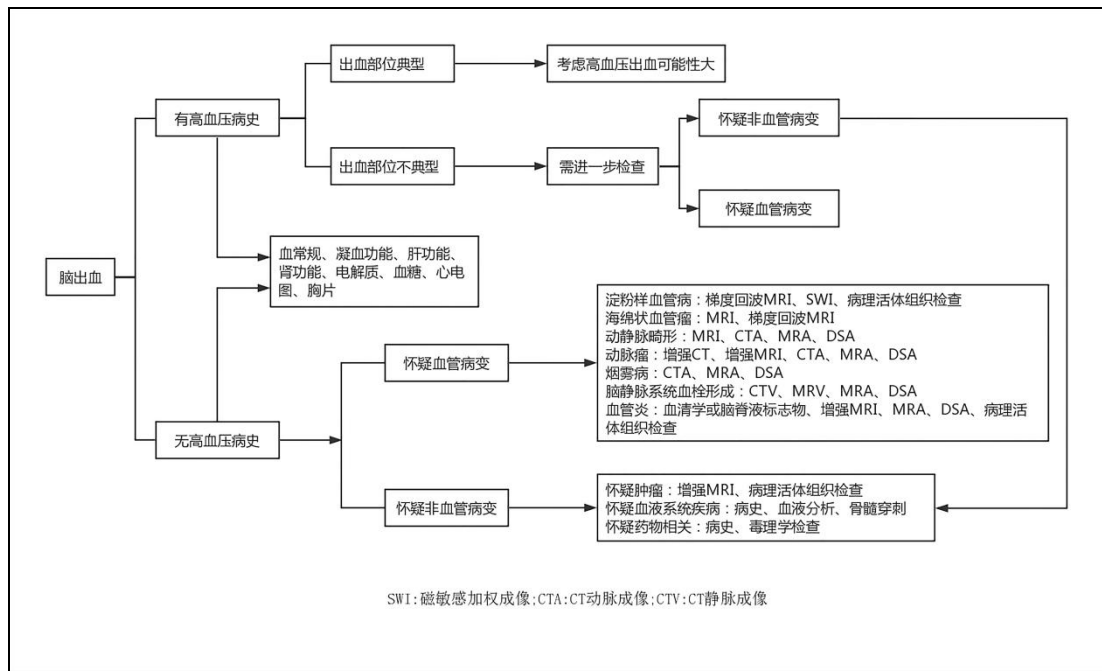 出血部位典型
考虑高血压出血可能性大
有高血压病史
怀疑非血管病变
出血部位不典型
需进一步检查
怀疑血管病变
脑出血
血常规、凝血功能、肝功能、
肾功能、电解质、血糖、心电
图、胸片
怀疑血管病变
淀粉样血管病：梯度回波MRI、SWI、病理活体组织检查
海绵状血管瘤：MRI、梯度回波MRI
动静脉畸形：MRI、CTA、MRA、DSA
动脉瘤：增强CT、增强MRI、CTA、MRA、DSA
烟雾病：CTA、MRA、DSA
脑静脉系统血栓形成：CTV、MRV、MRA、DSA
血管炎：血清学或脑脊液标志物、增强MRI、MRA、DSA、病理活
体组织检查
无高血压病史
怀疑非血管病变
怀疑肿瘤：增强MRI、病理活体组织检查
怀疑血液系统疾病：病史、血液分析、骨髓穿刺
怀疑药物相关：病史、毒理学检查
SWI:磁敏感加权成像;CTA:CT动脉成像;CTV:CT静脉成像